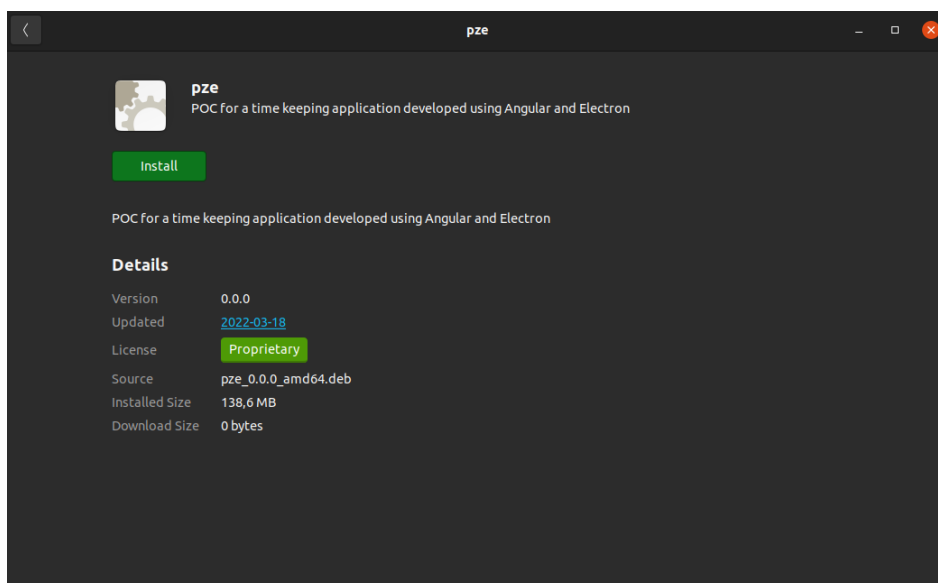 pze
pze
POC for a time keeping application developed using Angular and Electron
Install
POC for a time keeping application developed using Angular and Electron
Details
Version 0.0.0
Updated 2022-03-18
License Proprietary
Source pze_0.0.0_amd64.deb
Installed Size 138,6 MB
Download Size 0 bytes